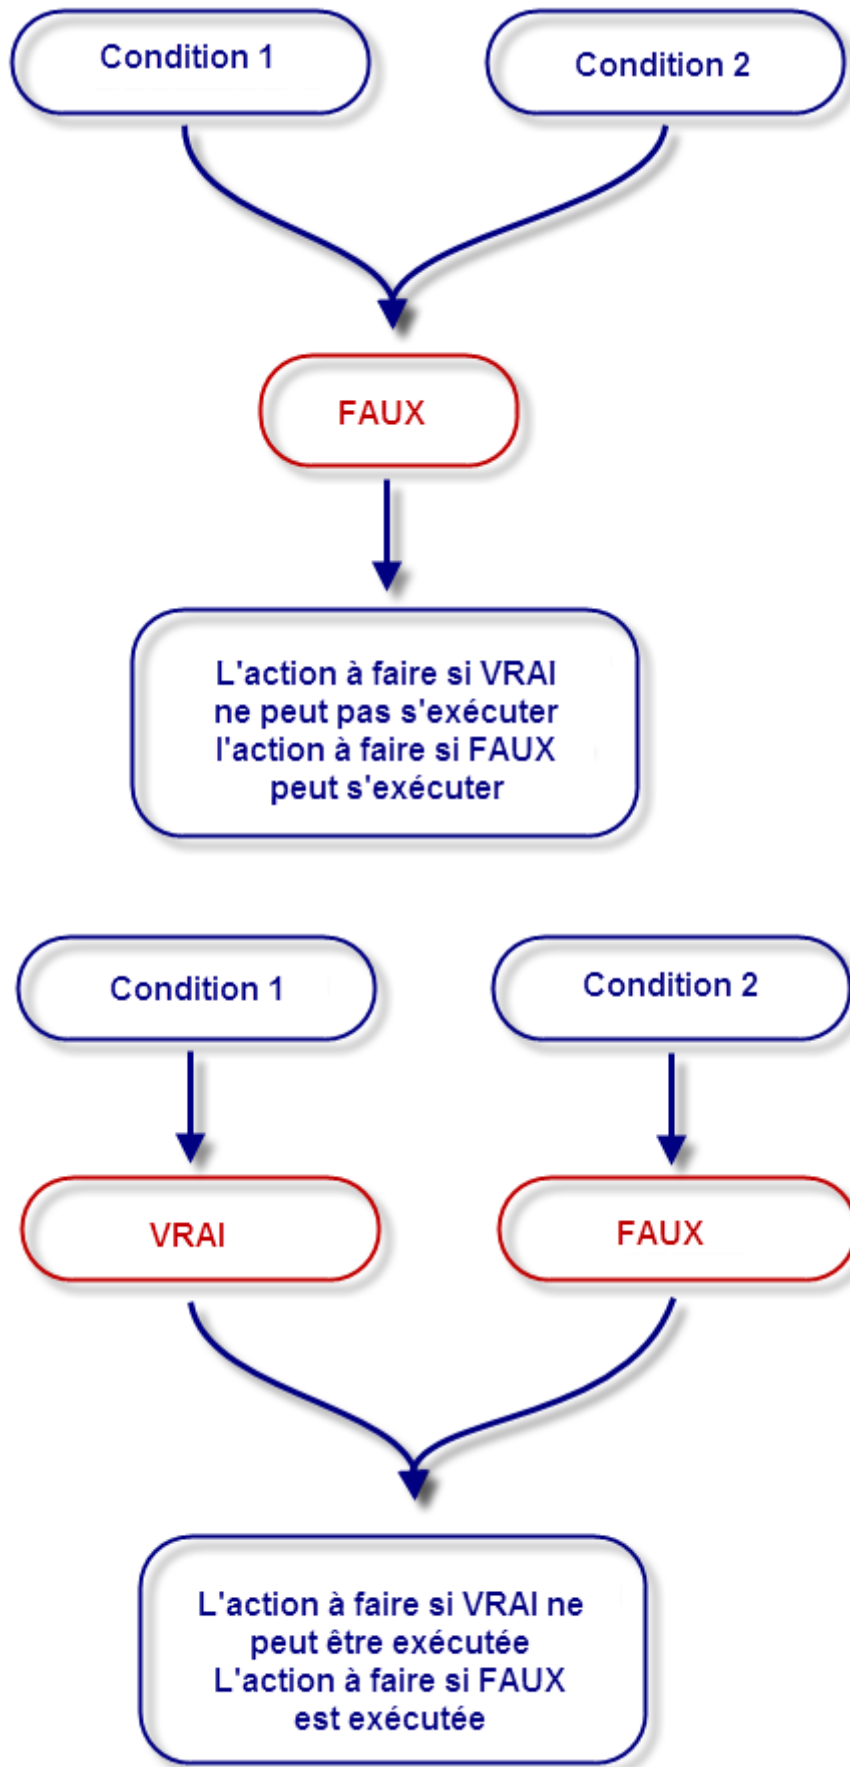 Condition 1
Condition 2
FAUX
L'action à faire si VRAI
ne peut pas s'exécuter
l'action à faire si FAUX
peut s'exécuter
Condition 1
Condition 2
VRAI
FAUX
L'action à faire si VRAI ne
peut être exécutée
L'action à faire si FAUX
est exécutée